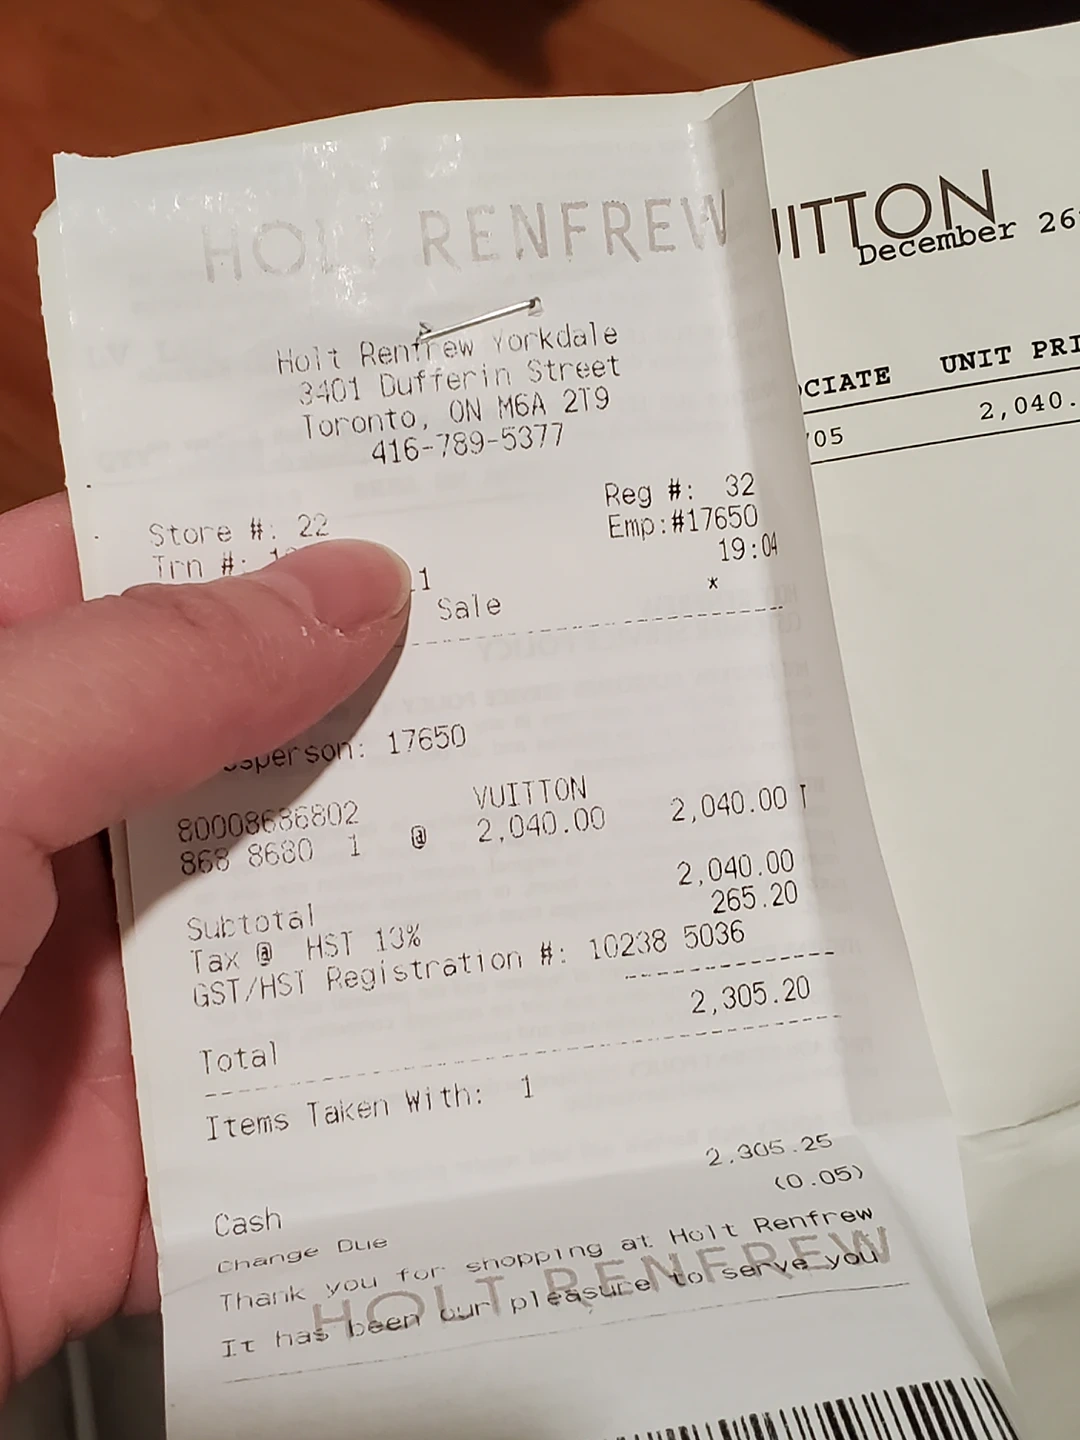 HOLT RENFREW
Holt Renfrew Yorkdale
3401 Dufferin Street
Toronto, ON M6A 2T9
416-789-5377
Store #: 22 Reg #: 32
Trn #: Emp:#17650
19:04
Sale *
17650
80008686802 VUITTON
868 8680 1 @ 2,040.00 2,040.00 T
Subtotal 2,040.00
Tax @ HST 13% 265.20
GST/HST Registration #: 10238 5036
Total 2,305.20
Items Taken With: 1
Cash 2,305.25
Change Due (0.05)
Thank you for shopping at Holt Renfrew
HOLT RENFREW
It has been our pleasure to serve you
UITTON
December 26
CIATE UNIT PRI
05 2,040.